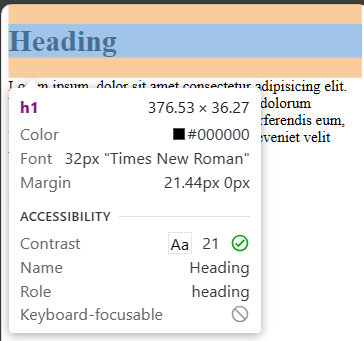 Heading
Lorem ipsum, dolor sit amet consectetur adipisicing elit.
dolorum
rferendis eum,
eveniet velit
h1 376.53 × 36.27
Color #000000
Font 32px "Times New Roman"
Margin 21.44px 0px
ACCESSIBILITY
Contrast Aa 21
Name Heading
Role heading
Keyboard-focusable